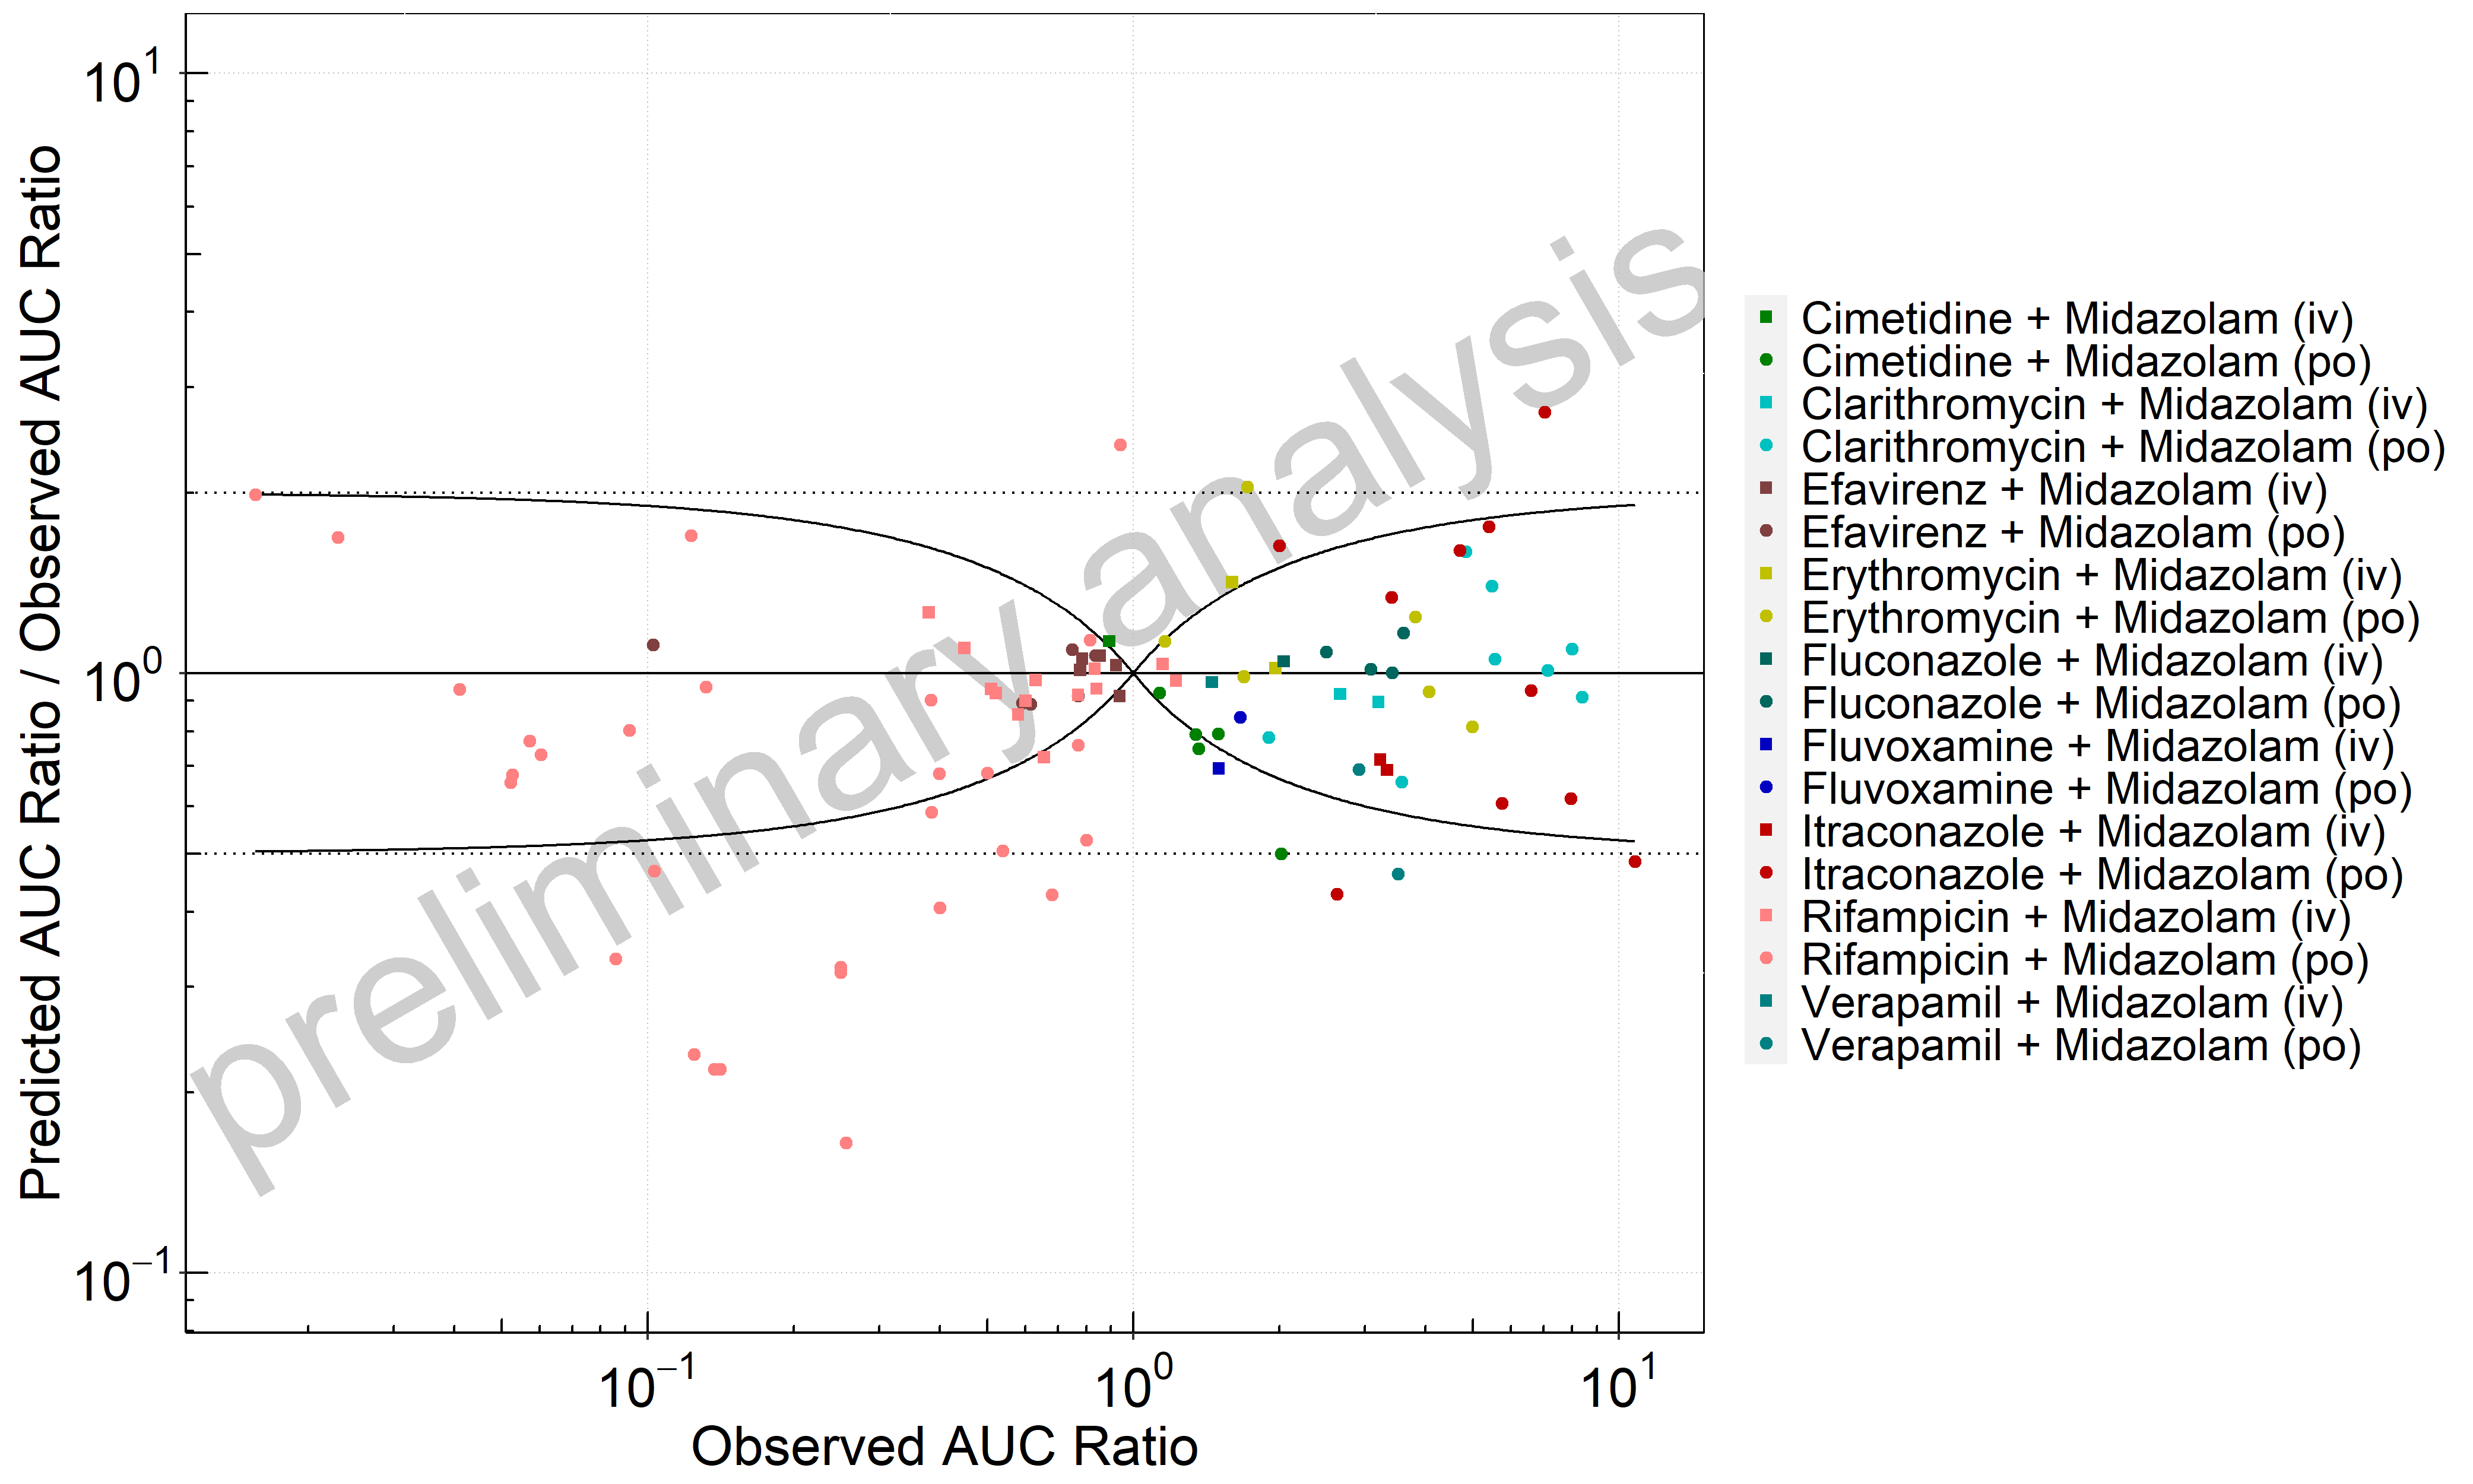 Predicted AUC Ratio / Observed AUC Ratio
10^1
10^0
10^−1
preliminary analysis
10^−1 10^0 10^1
Observed AUC Ratio
Cimetidine + Midazolam (iv)
Cimetidine + Midazolam (po)
Clarithromycin + Midazolam (iv)
Clarithromycin + Midazolam (po)
Efavirenz + Midazolam (iv)
Efavirenz + Midazolam (po)
Erythromycin + Midazolam (iv)
Erythromycin + Midazolam (po)
Fluconazole + Midazolam (iv)
Fluconazole + Midazolam (po)
Fluvoxamine + Midazolam (iv)
Fluvoxamine + Midazolam (po)
Itraconazole + Midazolam (iv)
Itraconazole + Midazolam (po)
Rifampicin + Midazolam (iv)
Rifampicin + Midazolam (po)
Verapamil + Midazolam (iv)
Verapamil + Midazolam (po)